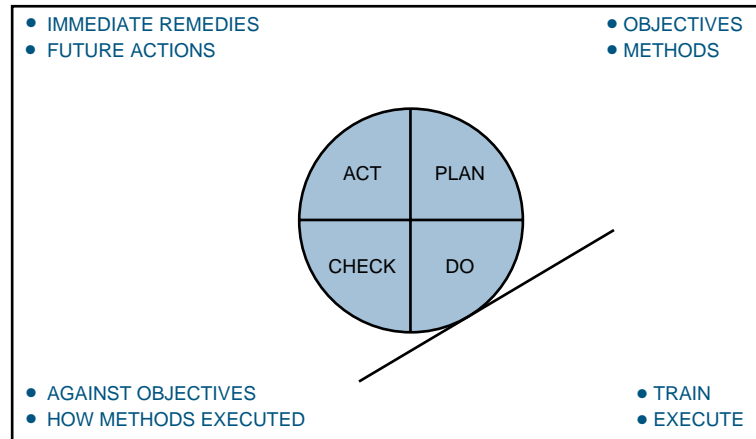 • IMMEDIATE REMEDIES
• FUTURE ACTIONS
• OBJECTIVES
• METHODS
ACT
PLAN
CHECK
DO
• AGAINST OBJECTIVES
• HOW METHODS EXECUTED
• TRAIN
• EXECUTE